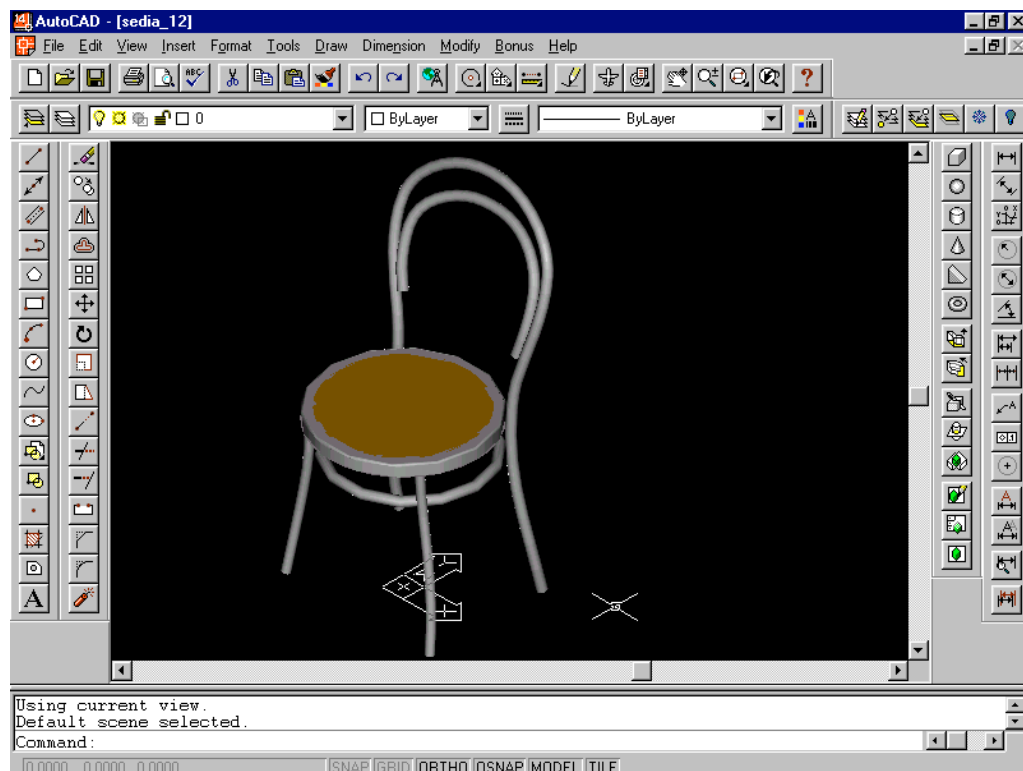 AutoCAD - [sedia_12]
File Edit View Insert Format Tools Draw Dimension Modify Bonus Help
ABC
0 ByLayer ByLayer
A
X
Y
Using current view.
Default scene selected.
Command:
0.0000, 0.0000, 0.0000 SNAP GRID ORTHO OSNAP MODEL TILE